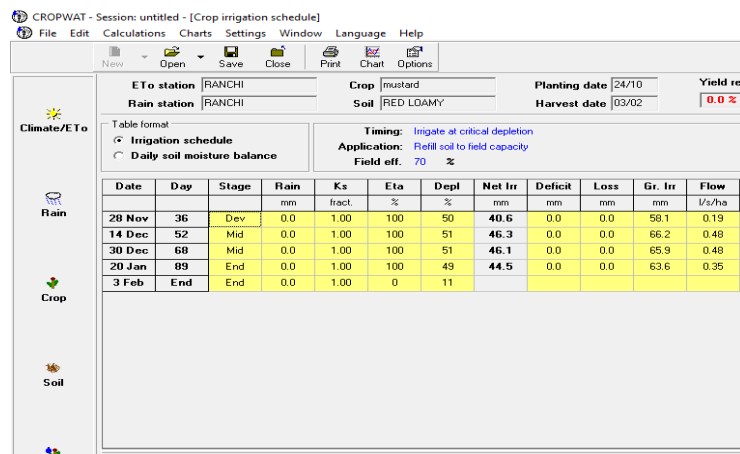 CROPWAT - Session: untitled - [Crop irrigation schedule]
File Edit Calculations Charts Settings Window Language Help
New Open Save Close Print Chart Options
ETo station RANCHI Crop mustard Planting date 24/10 Yield re
Rain station RANCHI Soil RED LOAMY Harvest date 03/02 0.0 %
Climate/ETo
Rain
Crop
Soil
Table format
Irrigation schedule
Daily soil moisture balance
Timing: Irrigate at critical depletion
Application: Refill soil to field capacity
Field eff. 70 %
Date Day Stage Rain Ks Eta Depl Net Irr Deficit Loss Gr. Irr Flow
mm fract. % % mm mm mm mm l/s/ha
28 Nov 36 Dev 0.0 1.00 100 50 40.6 0.0 0.0 58.1 0.19
14 Dec 52 Mid 0.0 1.00 100 51 46.3 0.0 0.0 66.2 0.48
30 Dec 68 Mid 0.0 1.00 100 51 46.1 0.0 0.0 65.9 0.48
20 Jan 89 End 0.0 1.00 100 49 44.5 0.0 0.0 63.6 0.35
3 Feb End End 0.0 1.00 0 11